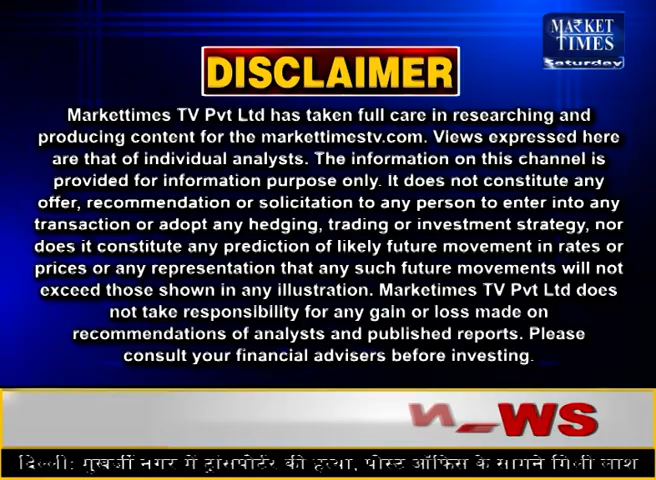 MARKET
TIMES
Saturday
DISCLAIMER
Markettimes TV Pvt Ltd has taken full care in researching and
producing content for the markettimestv.com. Views expressed here
are that of individual analysts. The information on this channel is
provided for information purpose only. It does not constitute any
offer, recommendation or solicitation to any person to enter into any
transaction or adopt any hedging, trading or investment strategy, nor
does it constitute any prediction of likely future movement in rates or
prices or any representation that any such future movements will not
exceed those shown in any illustration. Marketimes TV Pvt Ltd does
not take responsibility for any gain or loss made on
recommendations of analysts and published reports. Please
consult your financial advisers before investing.
दिल्ली: मुखर्जी नगर में ट्रांसपोर्टर की हत्या, पोस्ट ऑफिस के सामने मिली लाश